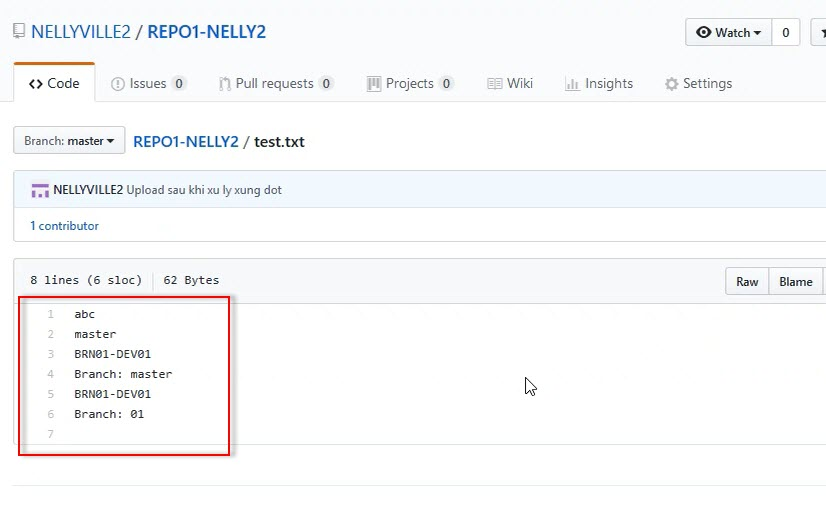 NELLYVILLE2 / REPO1-NELLY2
Watch 0
Code Issues 0 Pull requests 0 Projects 0 Wiki Insights Settings
Branch: master REPO1-NELLY2 / test.txt
NELLYVILLE2 Upload sau khi xu ly xung dot
1 contributor
8 lines (6 sloc) 62 Bytes Raw Blame
1 abc
2 master
3 BRN01-DEV01
4 Branch: master
5 BRN01-DEV01
6 Branch: 01
7